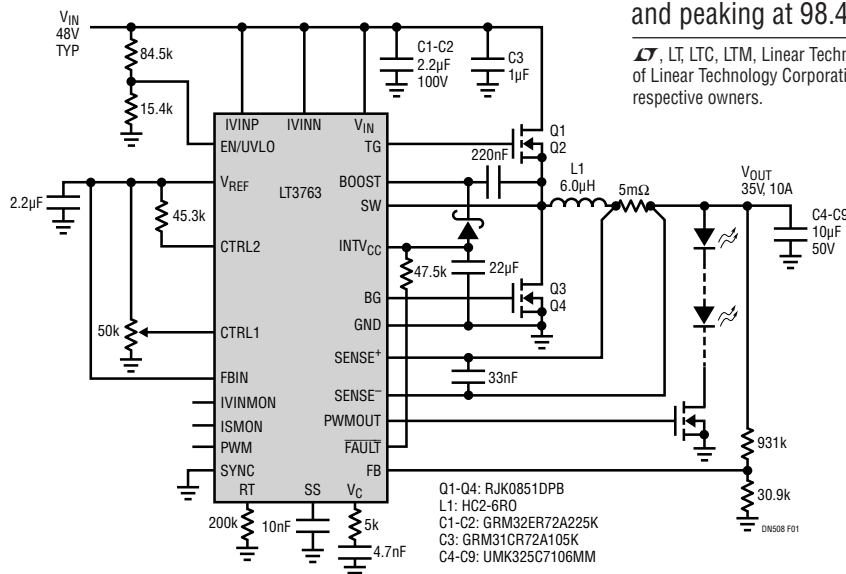 and peaking at 98.4
LT, LT, LTC, LTM, Linear Techn
of Linear Technology Corporati
respective owners.
VIN
48V
TYP
84.5k
15.4k
C1-C2
2.2µF
100V
C3
1µF
IVINP
IVINN
VIN
EN/UVLO
TG
Q1
Q2
220nF
VREF
LT3763
BOOST
L1
6.0µH
5mΩ
VOUT
35V, 10A
2.2µF
45.3k
SW
C4-C9
10µF
50V
CTRL2
INTVCC
47.5k
22µF
BG
Q3
Q4
50k
CTRL1
GND
SENSE+
FBIN
33nF
IVINMON
SENSE–
ISMON
PWMOUT
PWM
FAULT
931k
SYNC
FB
RT
SS
VC
30.9k
200k
10nF
5k
4.7nF
Q1-Q4: RJK0851DPB
L1: HC2-6RO
C1-C2: GRM32ER72A225K
C3: GRM31CR72A105K
C4-C9: UMK325C7106MM
DN508 F01